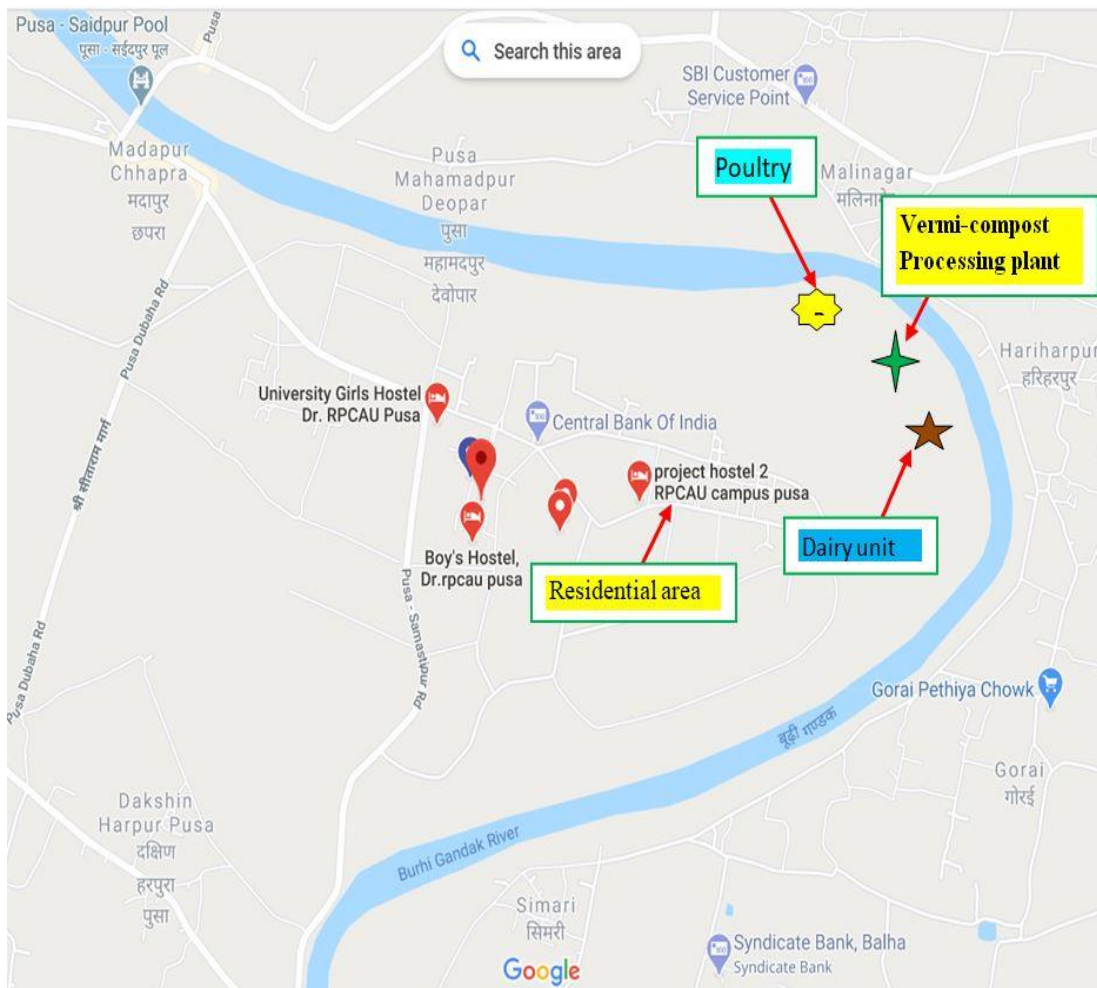 Pusa - Saidpur Pool
पूसा - सईदपुर पूल
Pusa
Search this area
SBI Customer
Service Point
Madapur
Chhapra
मदापुर
छपरा
Pusa
Mahamadpur
Deopar
पुसा
महामदपुर
देवोपार
Poultry
Malinagar
Vermi-compost
Processing plant
Hariharpur
हरिहरपुर
Pusa Dubaha Rd
श्री सीताराम मार्ग
Pusa Dubaha Rd
University Girls Hostel
Dr. RPCAU Pusa
Central Bank Of India
project hostel 2
RPCAU campus pusa
Boy's Hostel,
Dr.rpcau pusa
Residential area
Dairy unit
Pusa - Samastipur Rd
Gorai Pethiya Chowk
बूढ़ी गण्डक
Gorai
गोरई
Dakshin
Harpur Pusa
दक्षिण
हरपुरा
पुसा
Burhi Gandak River
Simari
सिमरी
Syndicate Bank, Balha
Syndicate Bank
Google